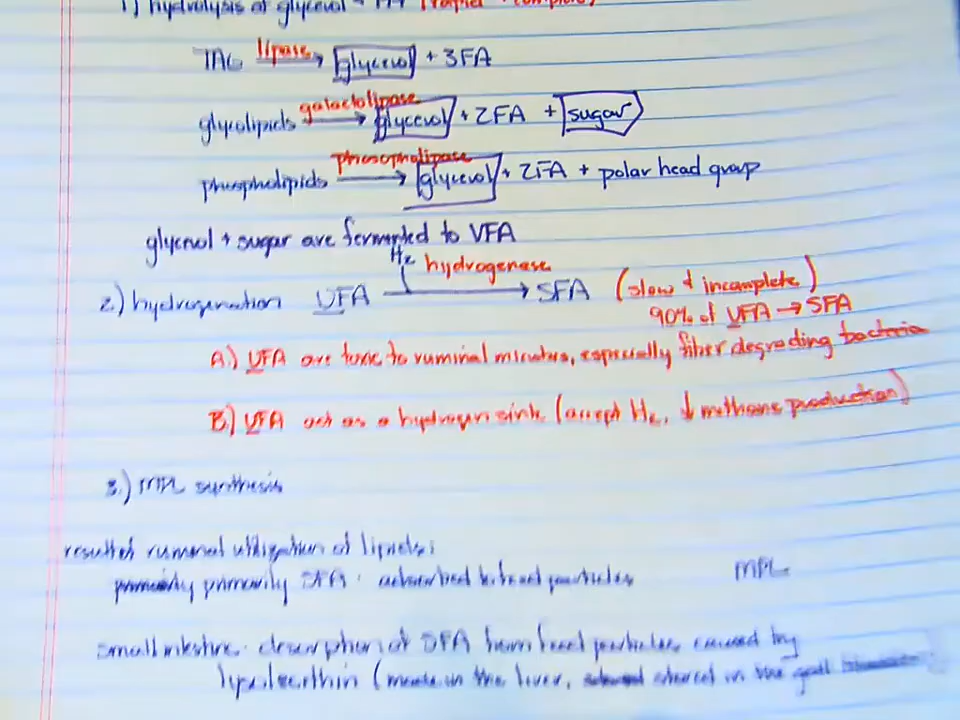 1) hydrolysis of glycerol
TAG lipase → glycerol + 3FA
glycolipids galactolipase → glycerol + 2FA + sugar
phospholipids phospholipase → glycerol + 2FA + polar head group
glycerol + sugar are fermented to VFA
2.) hydrogenation UFA H2 hydrogenase → SFA (slow + incomplete)
90% of UFA → SFA
A.) UFA are toxic to ruminal microbes, especially fiber degrading bacteria
B.) UFA act as a hydrogen sink (accept H2, ↓ methane production)
3.) MPL synthesis
result of ruminal utilization of lipids:
primarily SFA adsorbed to feed particles MPL
small intestine: desorption of SFA from feed particles caused by
(made in the liver, stored in the gall